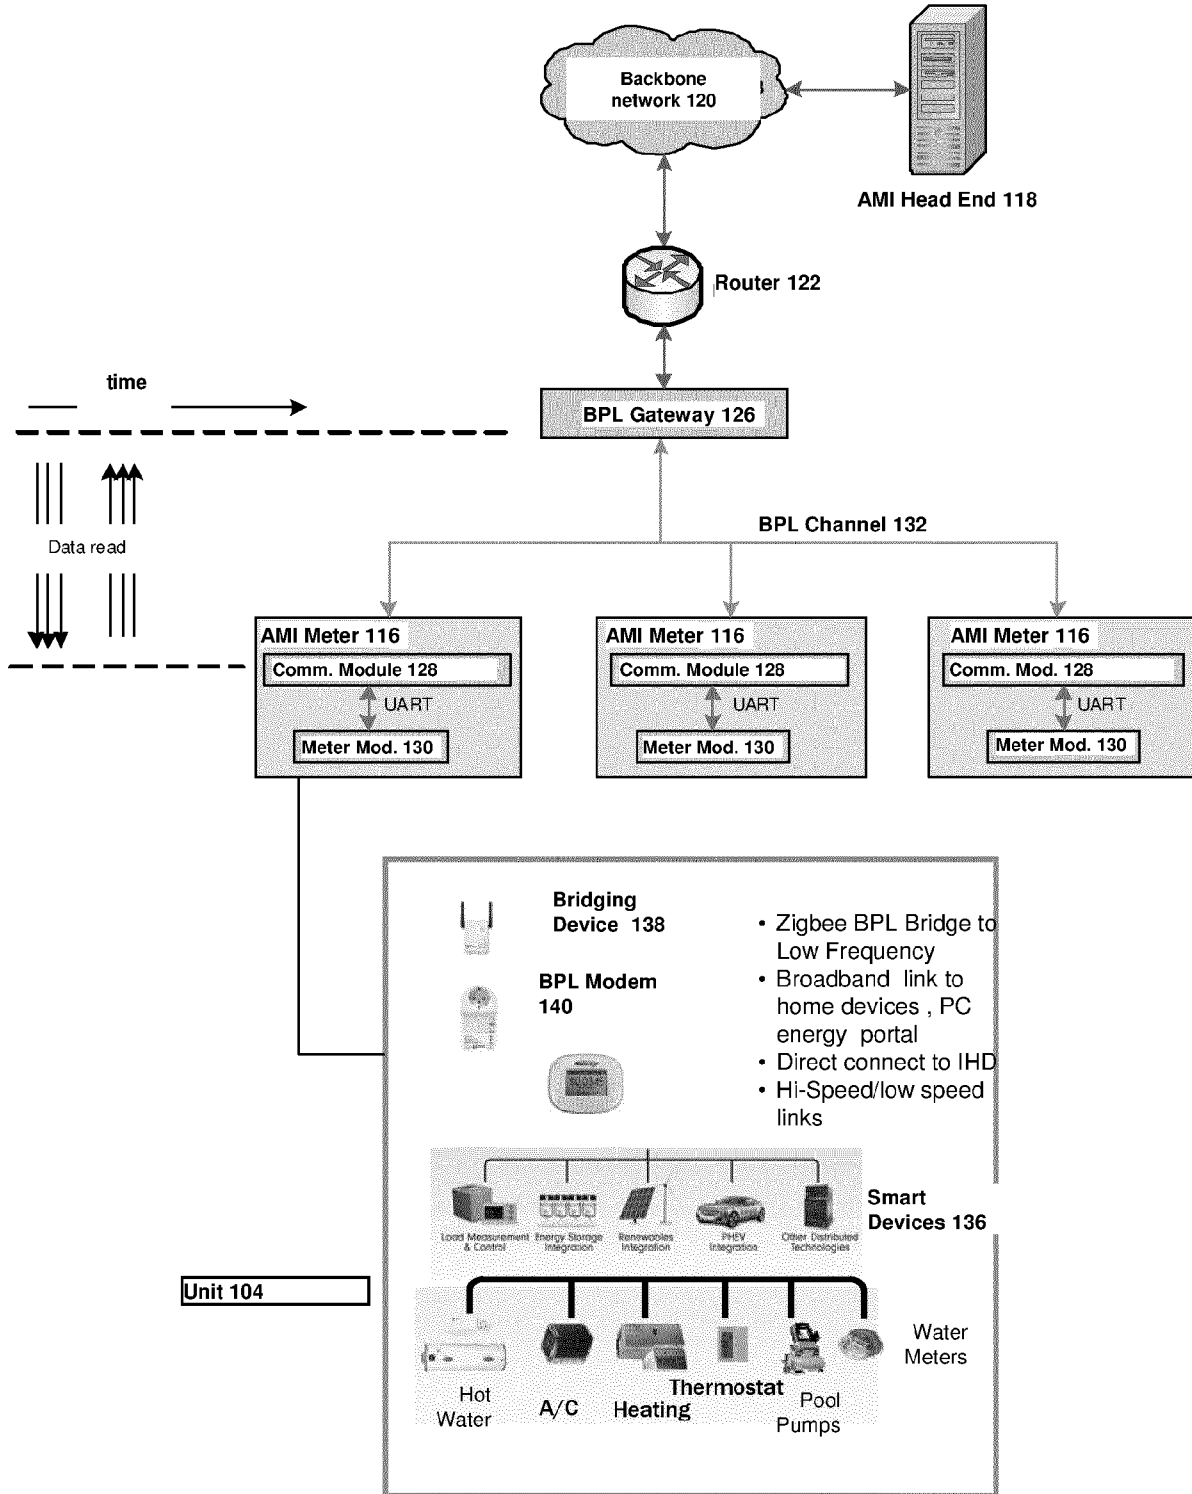 Backbone
network 120
AMI Head End 118
Router 122
time
BPL Gateway 126
BPL Channel 132
Data read
AMI Meter 116
Comm. Module 128
UART
Meter Mod. 130
AMI Meter 116
Comm. Module 128
UART
Meter Mod. 130
AMI Meter 116
Comm. Mod. 128
UART
Meter Mod. 130
Bridging
Device 138
BPL Modem
140
• Zigbee BPL Bridge to
Low Frequency
• Broadband link to
home devices , PC
energy portal
• Direct connect to IHD
• Hi-Speed/low speed
links
Load Measurement
& Control
Energy Storage
Integration
Renewables
Integration
PHEV
Integration
Other Distributed
Technologies
Smart
Devices 136
Unit 104
Hot
Water
A/C
Heating
Thermostat
Pool
Pumps
Water
Meters